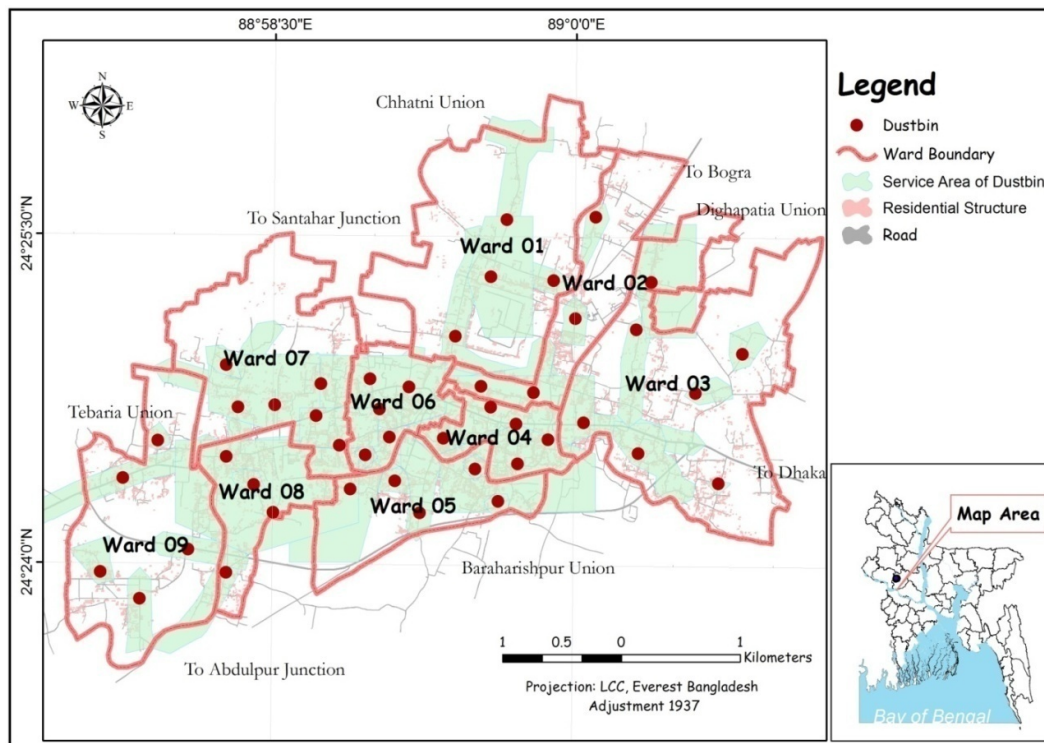 88°58'30"E
89°0'0"E
24°25'30"N
24°24'0"N
N
W
E
S
Chhatni Union
To Bogra
Dighapatia Union
To Santahar Junction
Ward 01
Ward 02
Ward 07
Ward 03
Ward 06
Tebaria Union
Ward 04
To Dhaka
Ward 08
Ward 05
Ward 09
Baraharishpur Union
To Abdulpur Junction
1
0.5
0
1
Kilometers
Projection: LCC, Everest Bangladesh
Adjustment 1937
Legend
Dustbin
Ward Boundary
Service Area of Dustbin
Residential Structure
Road
Map Area
Bay of Bengal